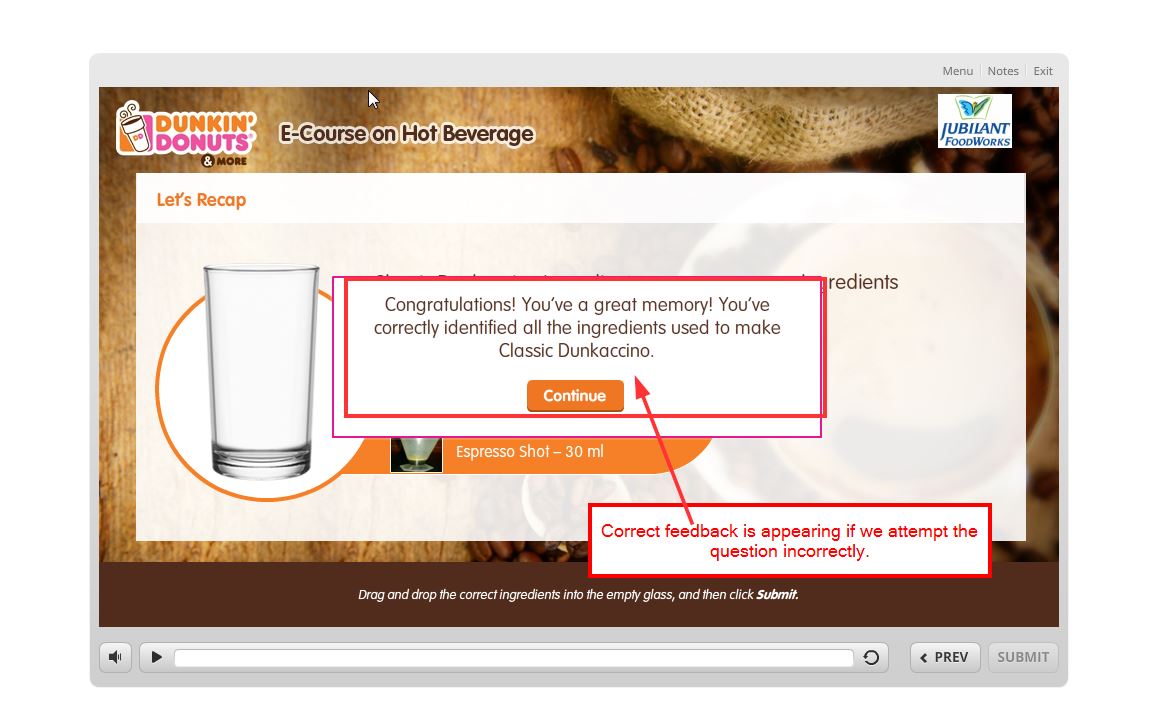 Menu Notes Exit
DUNKIN'
DONUTS
& MORE
DD
E-Course on Hot Beverage
JUBILANT
FOODWORKS
Let's Recap
Congratulations! You've a great memory! You've
correctly identified all the ingredients used to make
Classic Dunkaccino.
Continue
Espresso Shot – 30 ml
Correct feedback is appearing if we attempt the
question incorrectly.
Drag and drop the correct ingredients into the empty glass, and then click Submit.
PREV SUBMIT